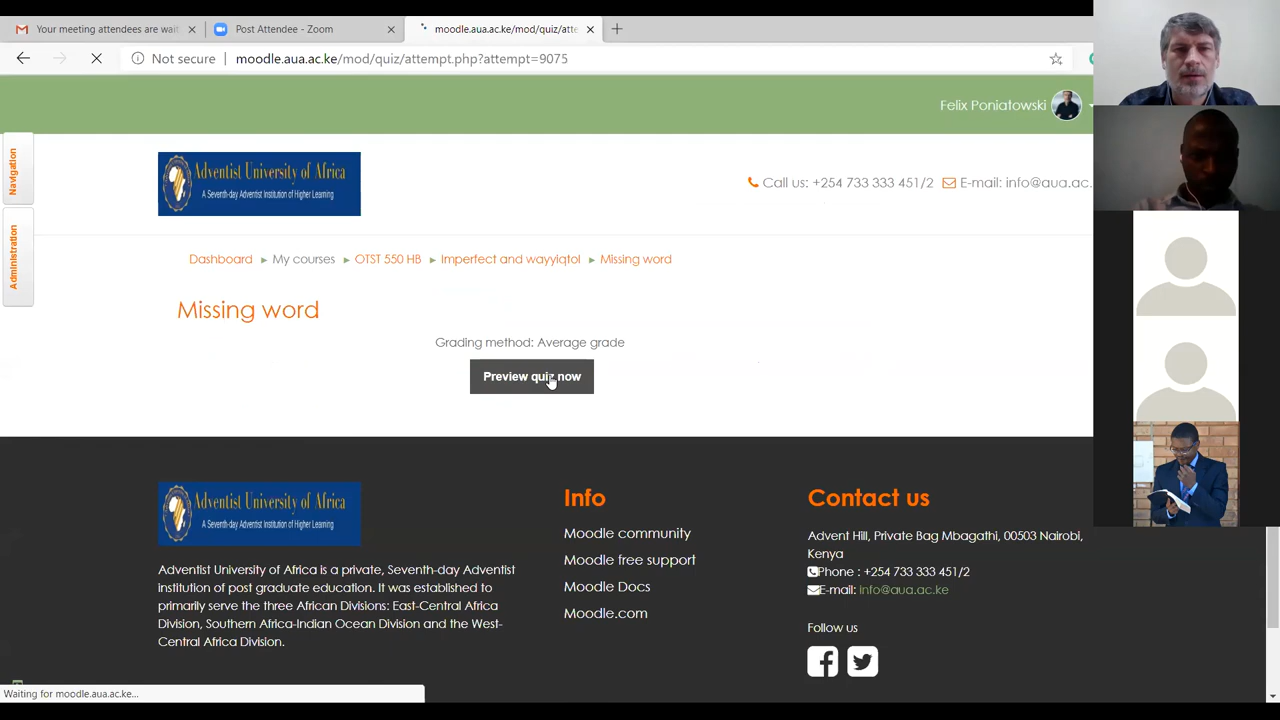 Your meeting attendees are wait
Post Attendee - Zoom
moodle.aua.ac.ke/mod/quiz/atte
Not secure
moodle.aua.ac.ke/mod/quiz/attempt.php?attempt=9075
Felix Poniatowski
Navigation
Administration
Adventist University of Africa
A Seventh-day Adventist Institution of Higher Learning
Call us: +254 733 333 451/2
E-mail: info@aua.ac.
Dashboard ► My courses ► OTST 550 HB ► Imperfect and wayyiqtol ► Missing word
Missing word
Grading method: Average grade
Preview quiz now
Adventist University of Africa
A Seventh-day Adventist Institution of Higher Learning
Adventist University of Africa is a private, Seventh-day Adventist
institution of post graduate education. It was established to
primarily serve the three African Divisions: East-Central Africa
Division, Southern Africa-Indian Ocean Division and the West-
Central Africa Division.
Info
Moodle community
Moodle free support
Moodle Docs
Moodle.com
Contact us
Advent Hill, Private Bag Mbagathi, 00503 Nairobi,
Kenya
Phone : +254 733 333 451/2
E-mail: info@aua.ac.ke
Follow us
Waiting for moodle.aua.ac.ke...